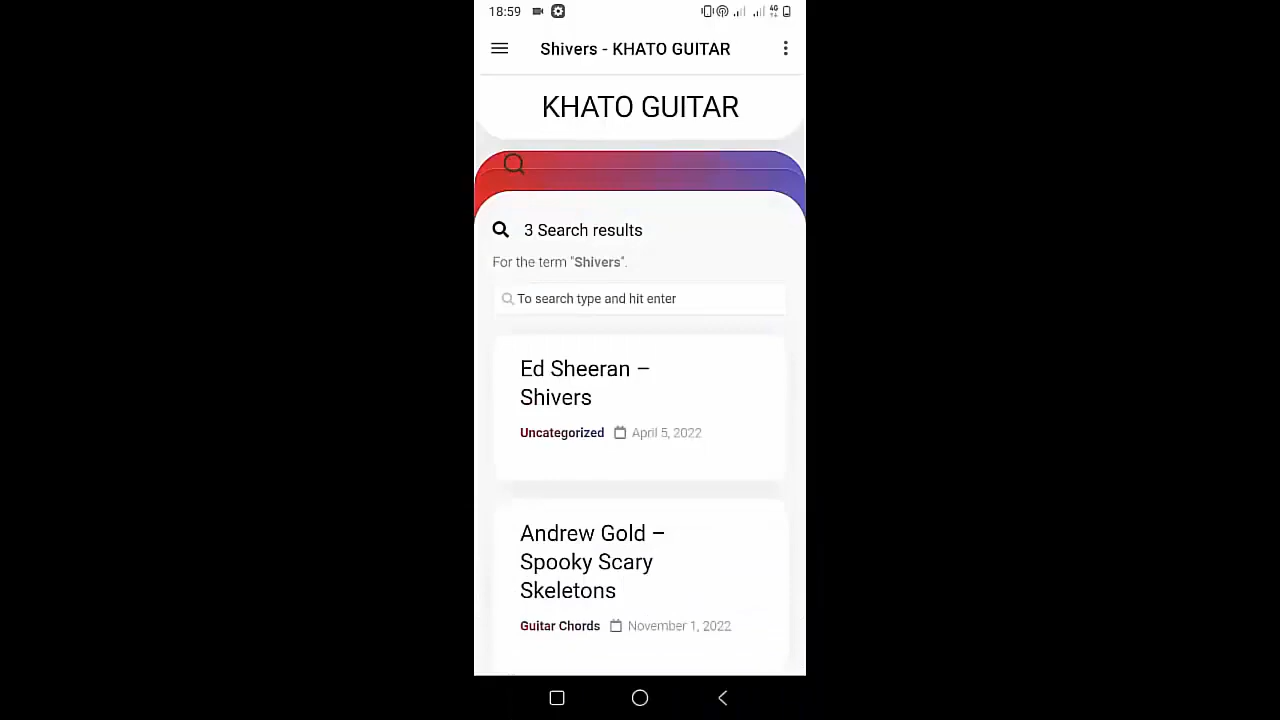 18:59
4G
Shivers - KHATO GUITAR
KHATO GUITAR
3 Search results
For the term "Shivers".
To search type and hit enter
Ed Sheeran –
Shivers
Uncategorized April 5, 2022
Andrew Gold –
Spooky Scary
Skeletons
Guitar Chords November 1, 2022